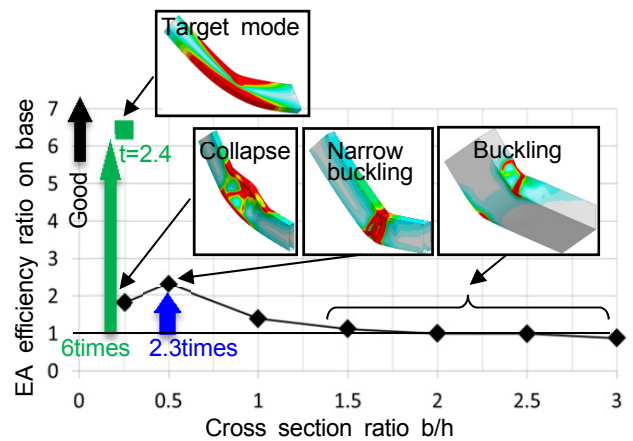 Target mode
7
6
5
4
3
2
1
0
Good
EA efficiency ratio on base
t=2.4
Collapse
Narrow
buckling
Buckling
6times
2.3times
0
0.5
1
1.5
2
2.5
3
Cross section ratio b/h